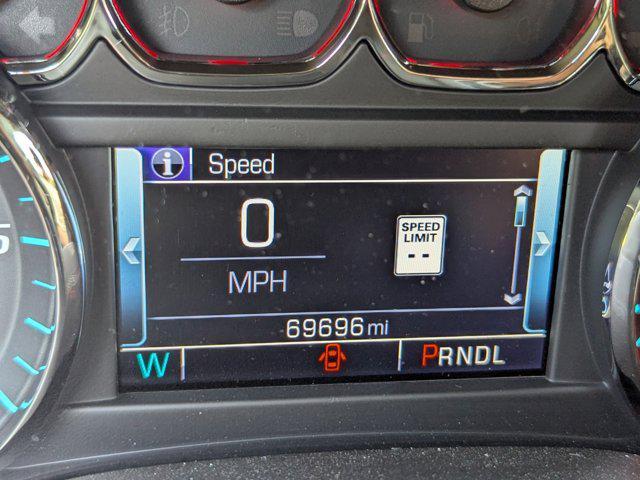 Speed
0
MPH
SPEED
LIMIT
--
69696 mi
W
PRNDL